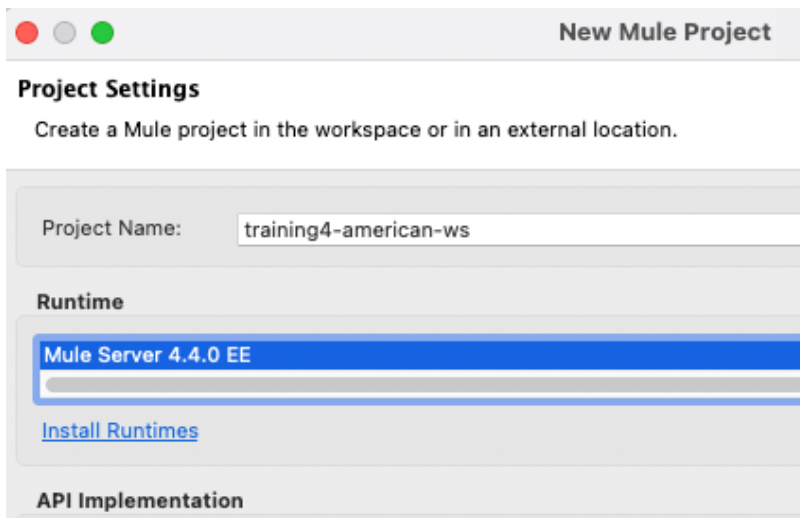 New Mule Project
Project Settings
Create a Mule project in the workspace or in an external location.
Project Name: training4-american-ws
Runtime
Mule Server 4.4.0 EE
Install Runtimes
API Implementation